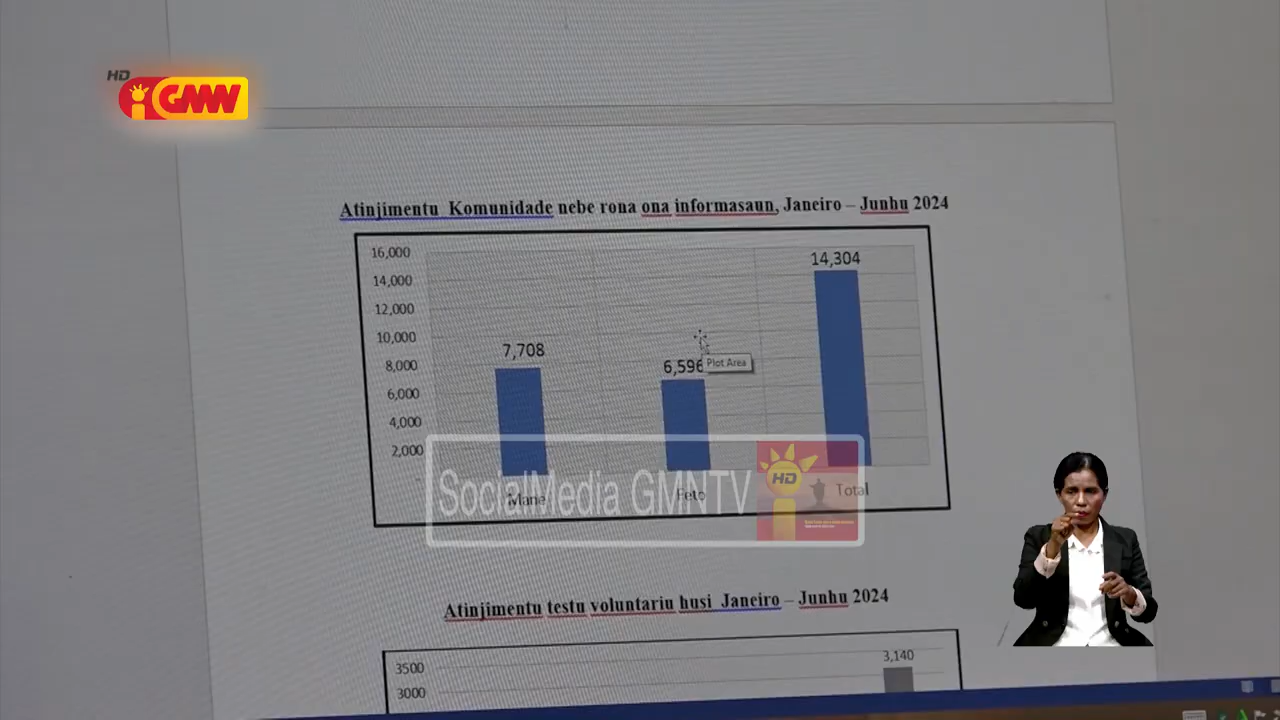 HD
GMN
Atinjimentu Komunidade nebe rona ona informasaun, Janeiro – Junhu 2024
16,000
14,000
12,000
10,000
8,000
6,000
4,000
2,000
-
7,708
6,596
14,304
Plot Area
Mane
Feto
Total
SocialMedia GMNTV
HD
Atinjimentu testu voluntariu husi Janeiro – Junhu 2024
3500
3000
3,140